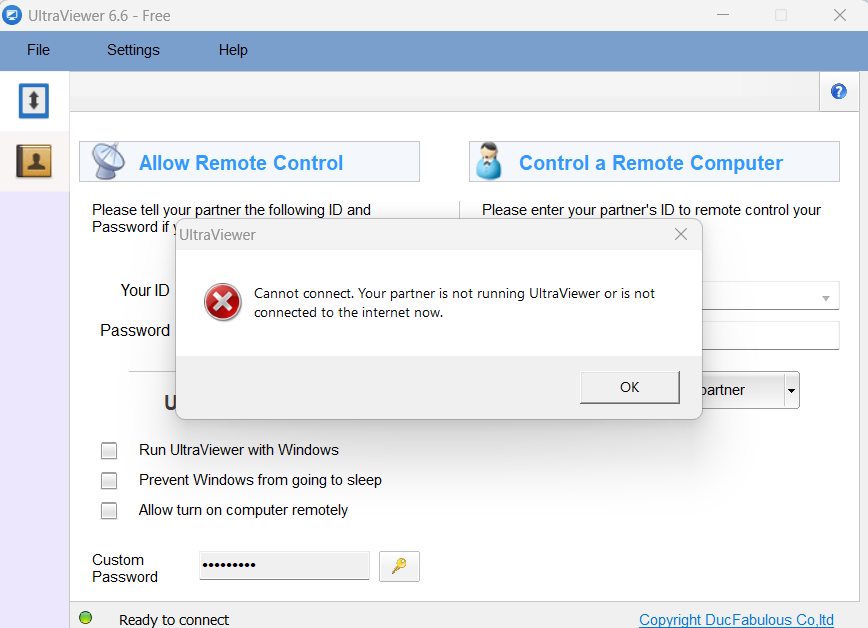 UltraViewer 6.6 - Free
File Settings Help
Allow Remote Control
Control a Remote Computer
Please tell your partner the following ID and
Password if
Please enter your partner's ID to remote control your
UltraViewer
Cannot connect. Your partner is not running UltraViewer or is not
connected to the internet now.
OK
Your ID
Password
partner
U
Run UltraViewer with Windows
Prevent Windows from going to sleep
Allow turn on computer remotely
Custom
Password
Ready to connect
Copyright DucFabulous Co,ltd